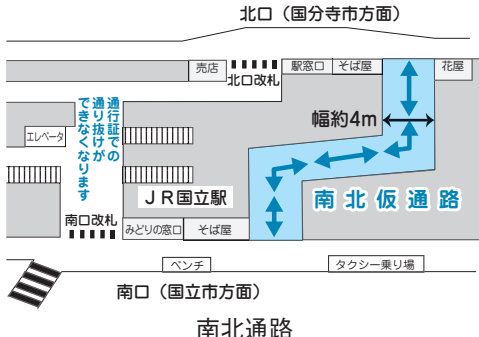 北口（国分寺市方面）
売店
北口改札
駅窓口
そば屋
花屋
通行証での
通り抜けが
できなくなります
幅約4m
エレベータ
JR国立駅
南北仮通路
南口改札
みどりの窓口
そば屋
ベンチ
タクシー乗り場
南口（国立市方面）
南北通路